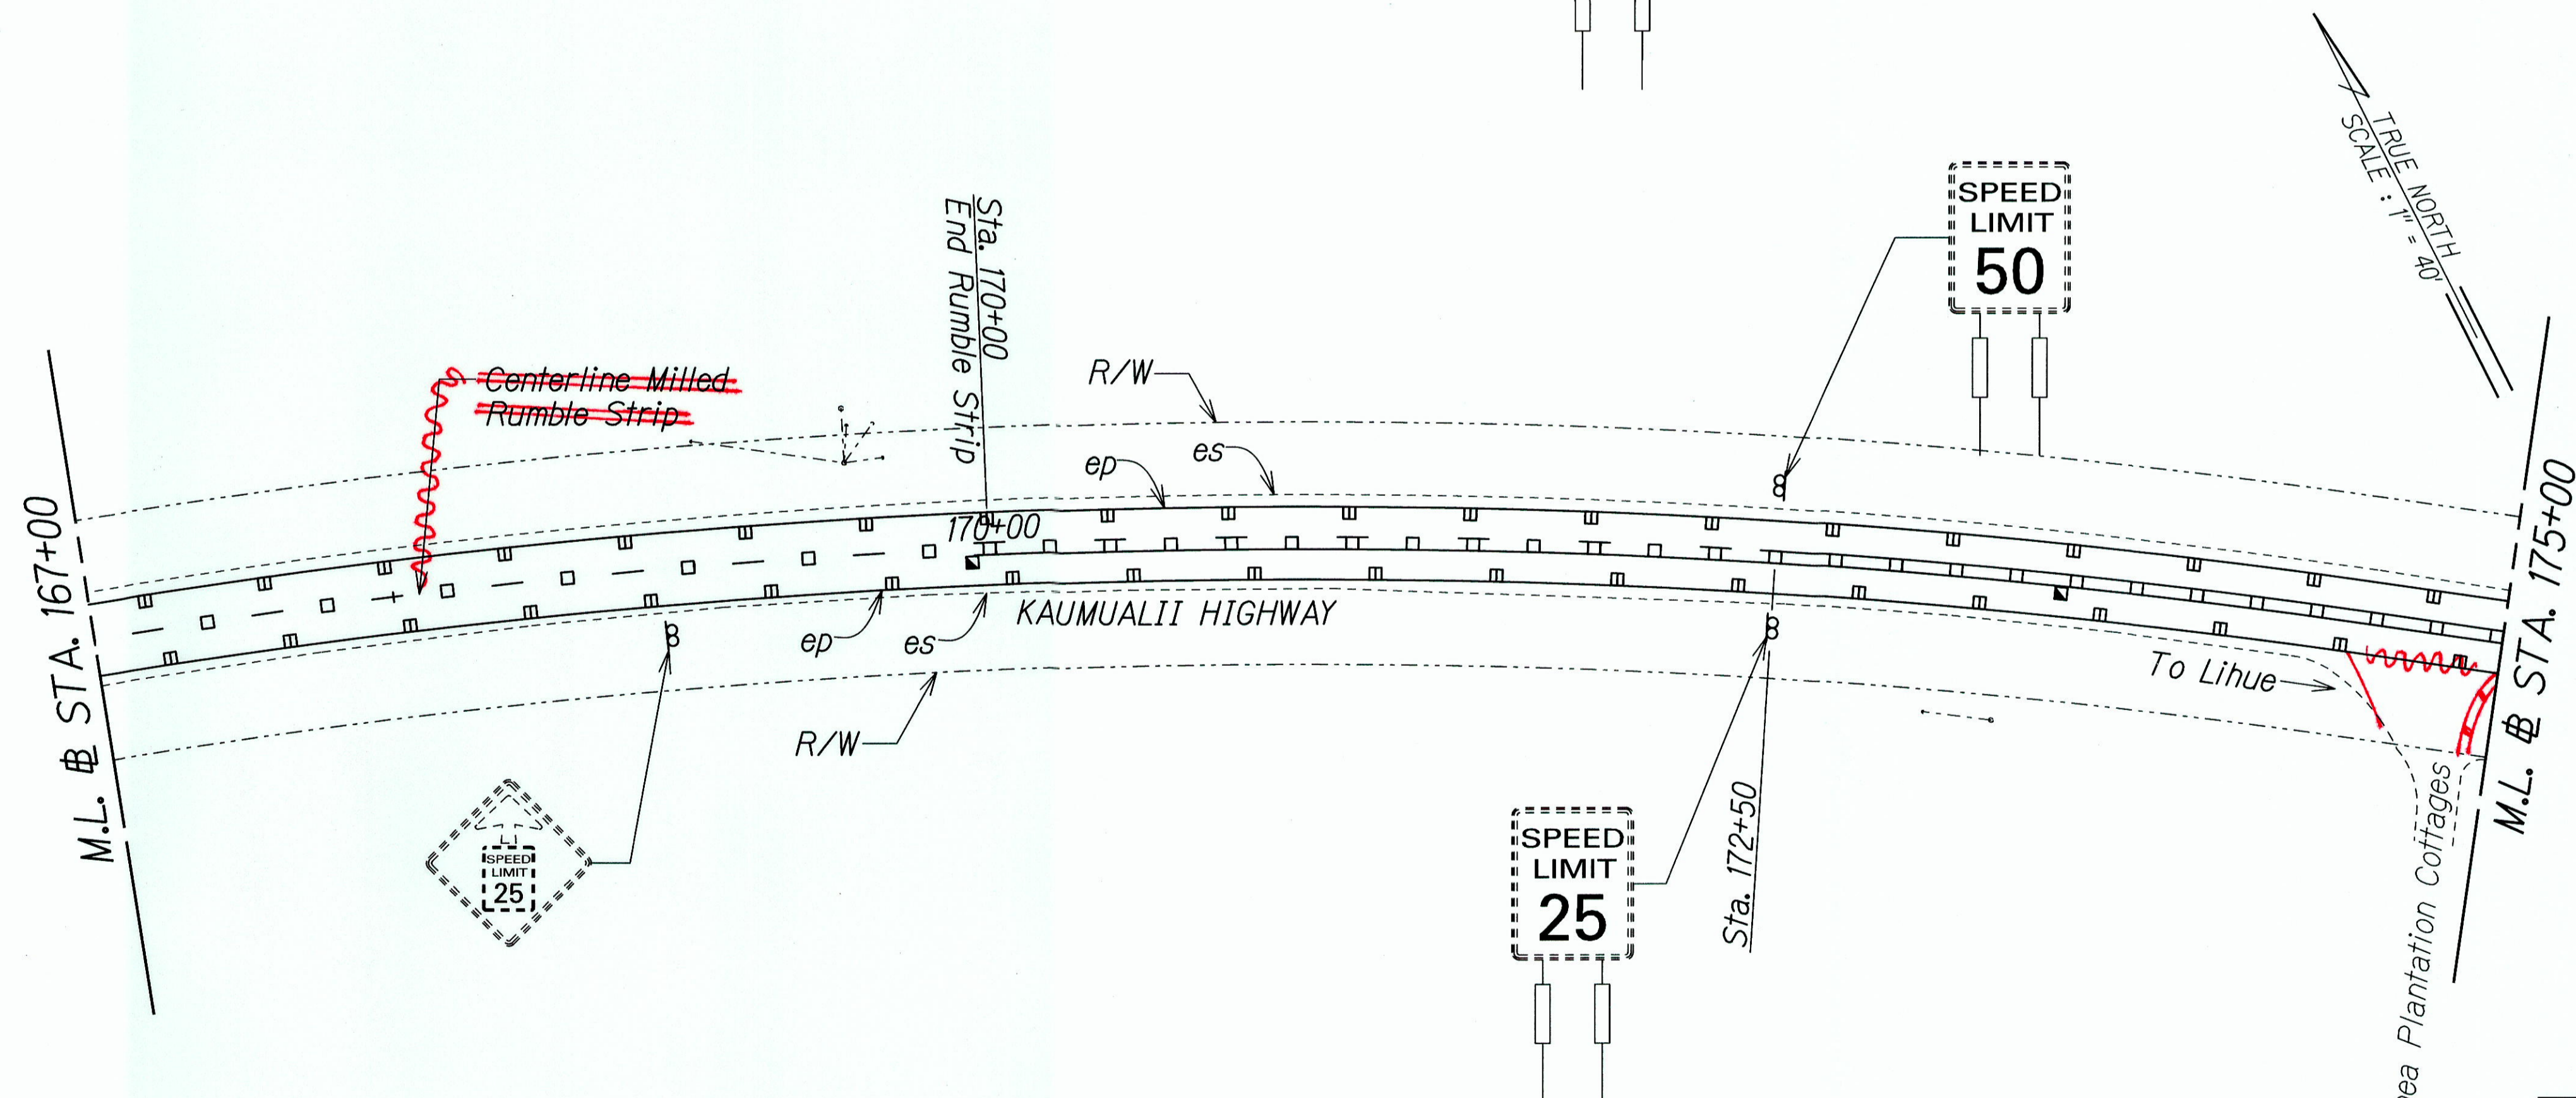 TRUE NORTH
SCALE : 1" = 40'
SPEED
LIMIT
50
Sta. 170+00
End Rumble Strip
R/W
Centerline Milled
Rumble Strip
ep
es
170+00
M.L. B STA. 167+00
M.L. B STA. 175+00
KAUMUALII HIGHWAY
ep
es
To Lihue
R/W
SPEED
LIMIT
25
SPEED
LIMIT
25
Sta. 172+50
Plantation Cottages